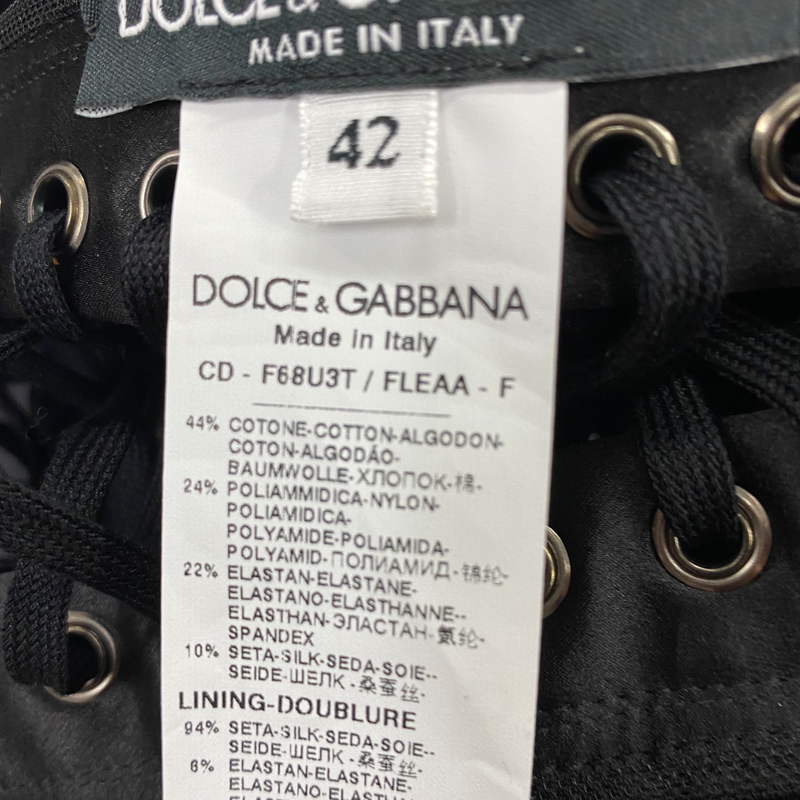 DOLCE &
MADE IN ITALY
42
DOLCE & GABBANA
Made in Italy
CD - F68U3T / FLEAA - F
44% COTONE-COTTON-ALGODON-
COTON-ALGODÃO-
BAUMWOLLE-ХЛОПОК-棉-
24% POLIAMMIDICA-NYLON-
POLIAMIDICA-
POLYAMIDE-POLIAMIDA-
POLYAMID-ПОЛИАМИД-锦纶-
22% ELASTAN-ELASTANE-
ELASTANO-ELASTHANNE--
ELASTHAN-ЭЛАСТАН-氨纶-
SPANDEX
10% SETA-SILK-SEDA-SOIE--
SEIDE-ШЕЛК-桑蚕丝-
LINING-DOUBLURE
94% SETA-SILK-SEDA-SOIE--
SEIDE-ШЕЛК-桑蚕丝-
6% ELASTAN-ELASTANE-